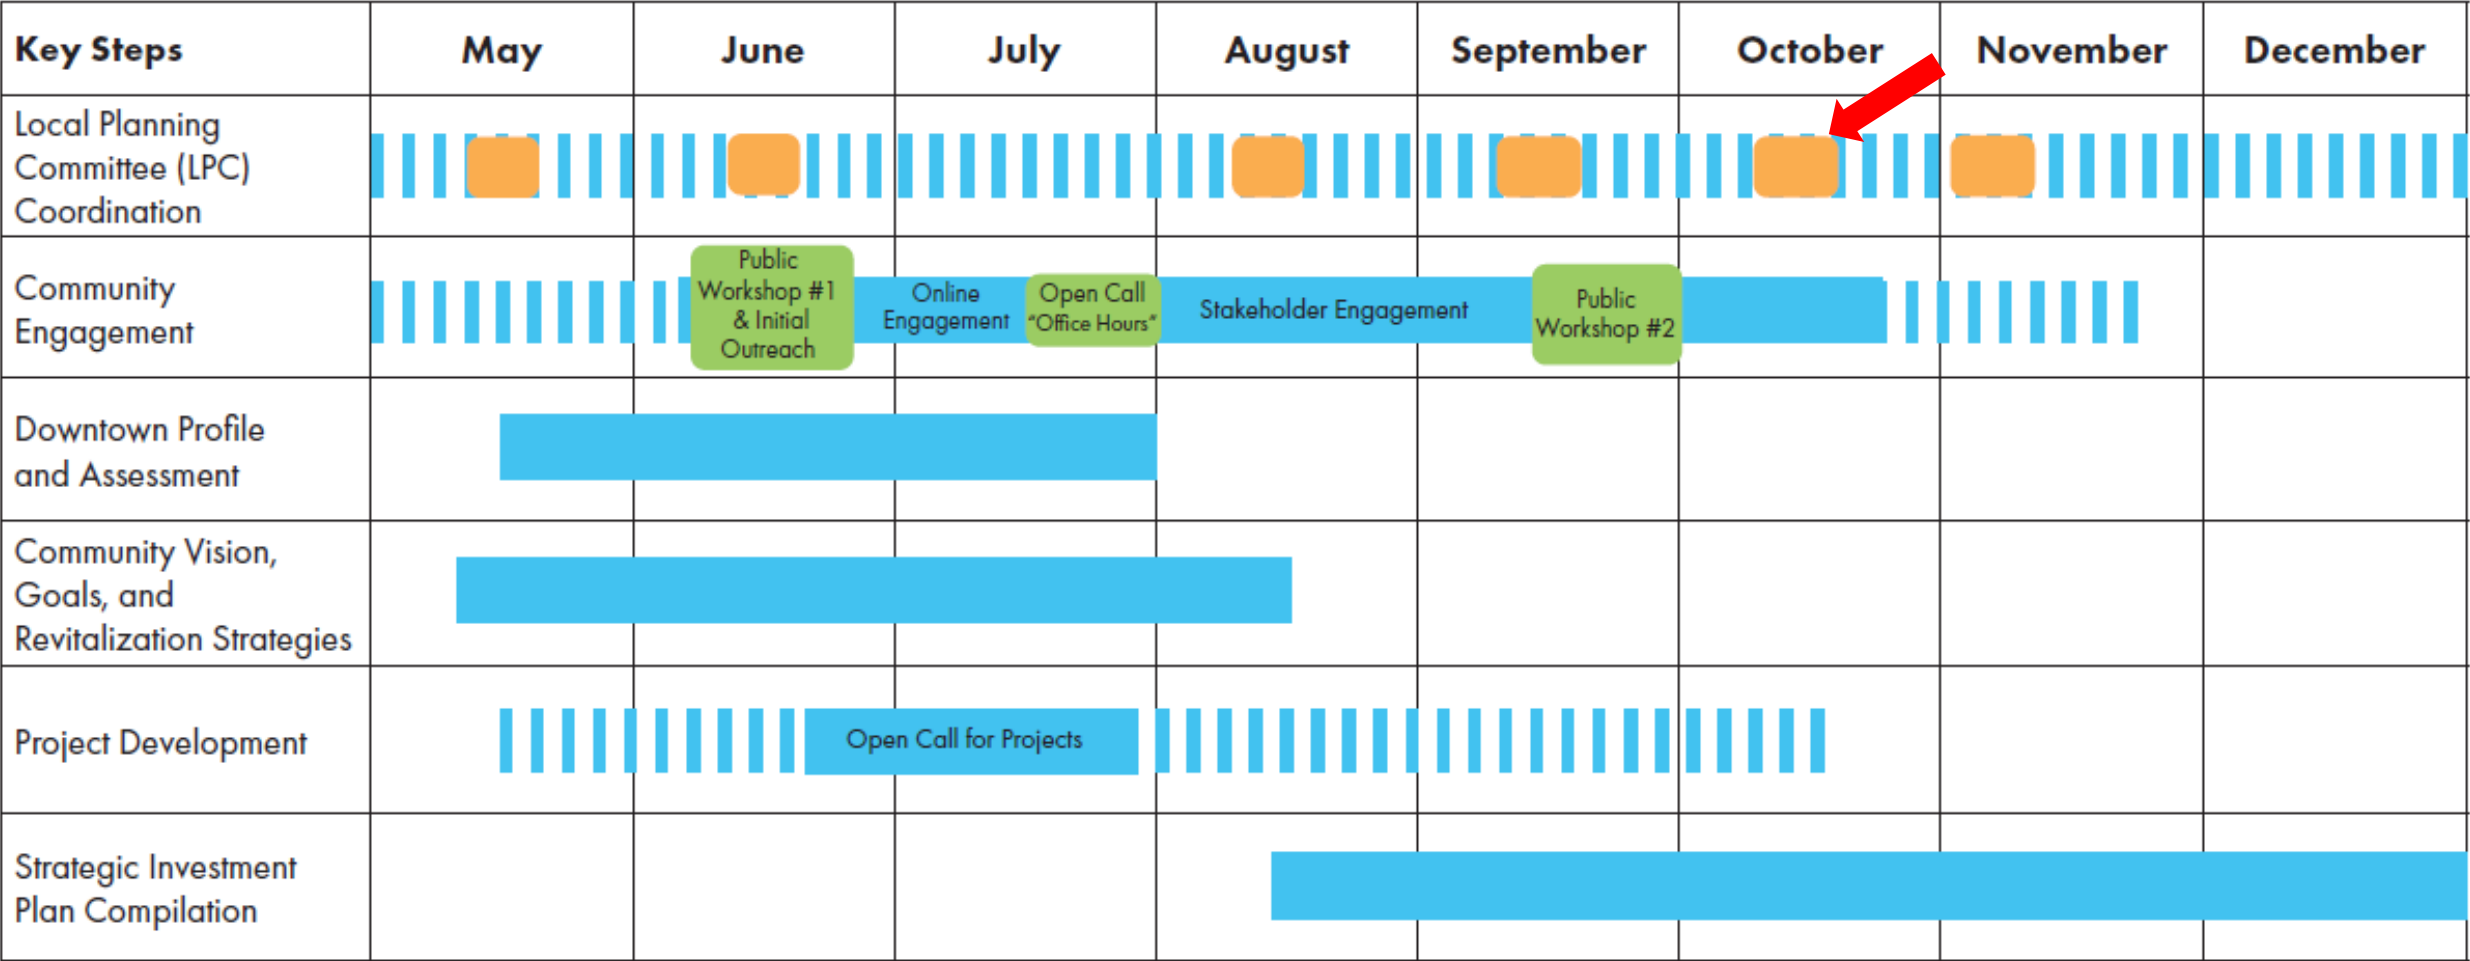 Key Steps
May
June
July
August
September
October
November
December
Local Planning
Committee (LPC)
Coordination
Community
Engagement
Public
Workshop #1
& Initial
Outreach
Online
Engagement
Open Call
“Office Hours”
Stakeholder Engagement
Public
Workshop #2
Downtown Profile
and Assessment
Community Vision,
Goals, and
Revitalization Strategies
Project Development
Open Call for Projects
Strategic Investment
Plan Compilation